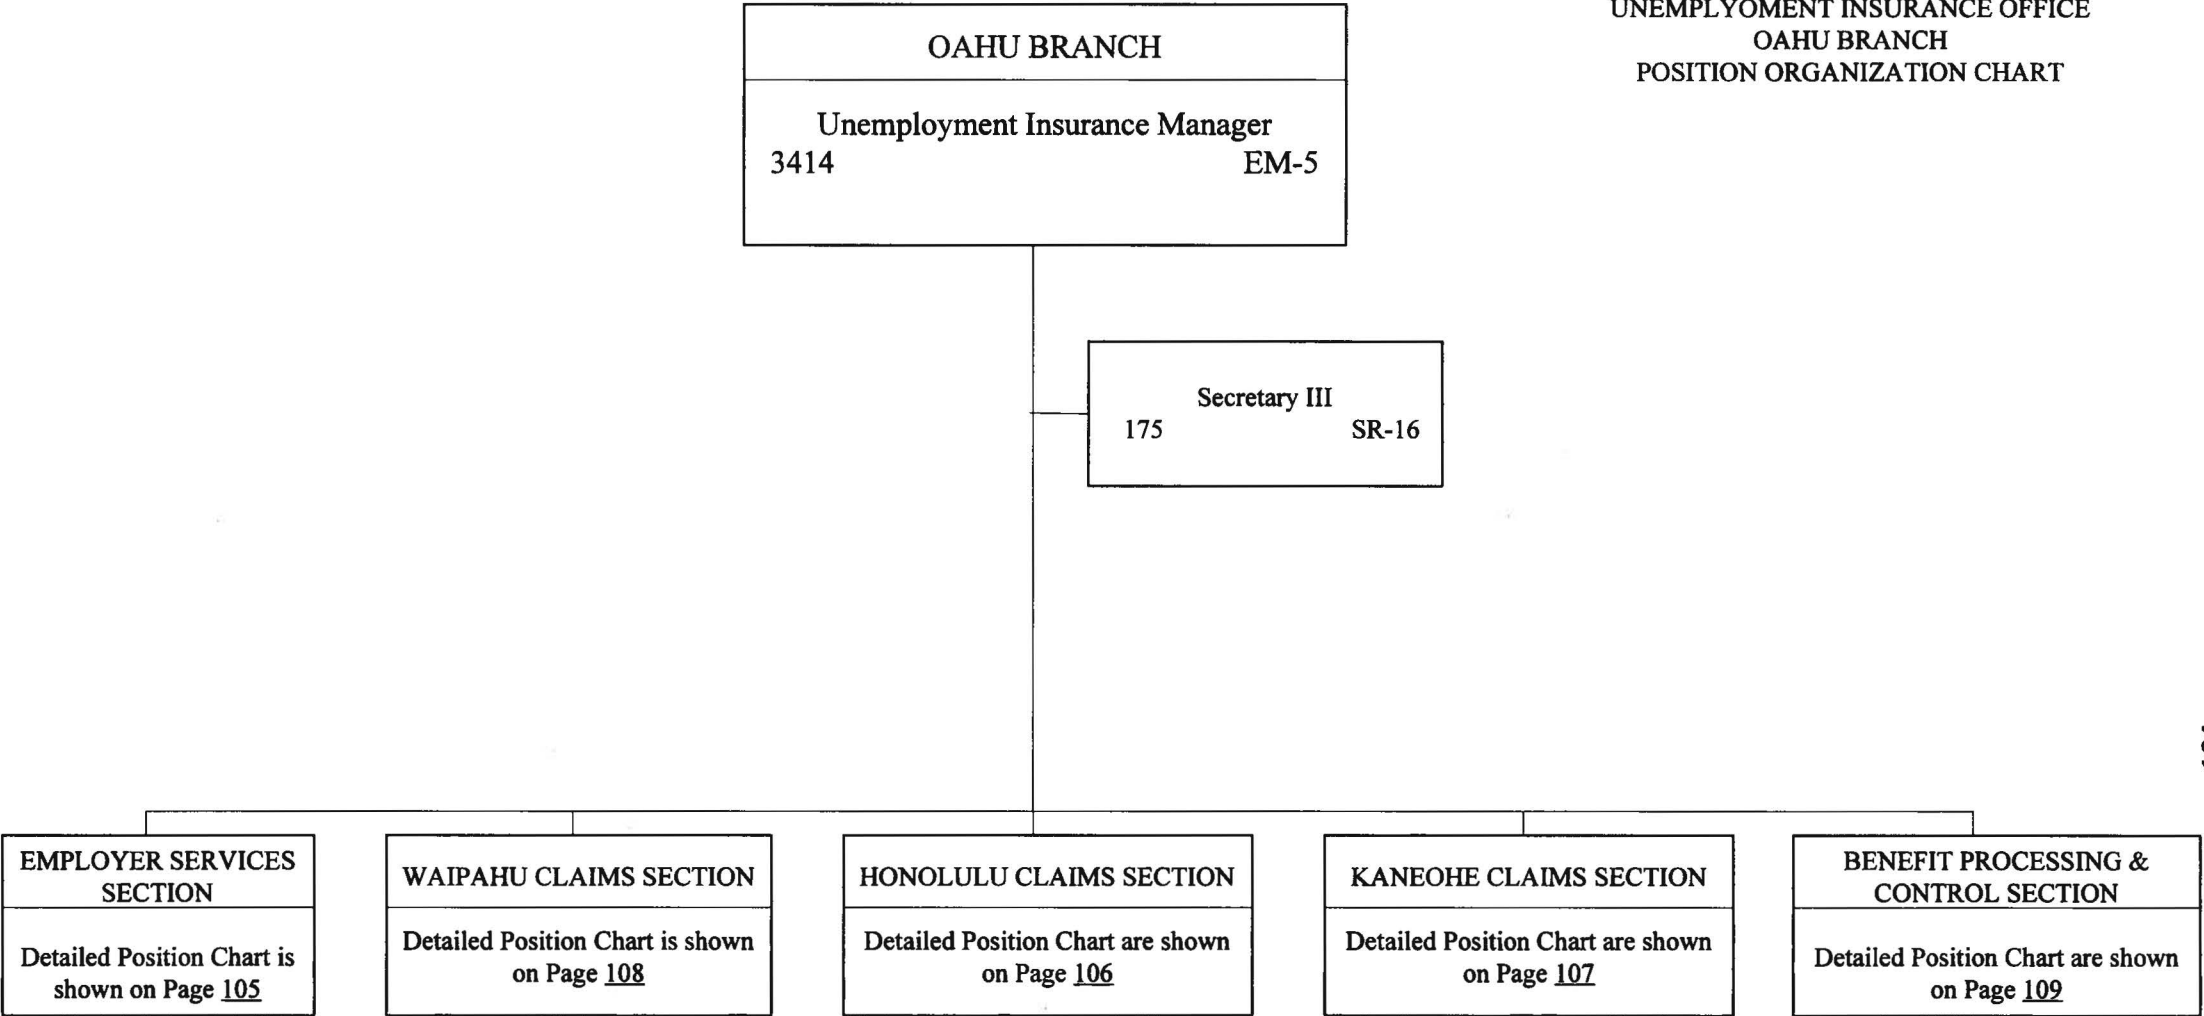 UNEMPLYOMENT INSURANCE OFFICE
OAHU BRANCH
POSITION ORGANIZATION CHART
OAHU BRANCH
Unemployment Insurance Manager
3414 EM-5
Secretary III
175 SR-16
EMPLOYER SERVICES
SECTION
Detailed Position Chart is
shown on Page 105
WAIPAHU CLAIMS SECTION
Detailed Position Chart is shown
on Page 108
HONOLULU CLAIMS SECTION
Detailed Position Chart are shown
on Page 106
KANEOHE CLAIMS SECTION
Detailed Position Chart are shown
on Page 107
BENEFIT PROCESSING &
CONTROL SECTION
Detailed Position Chart are shown
on Page 109